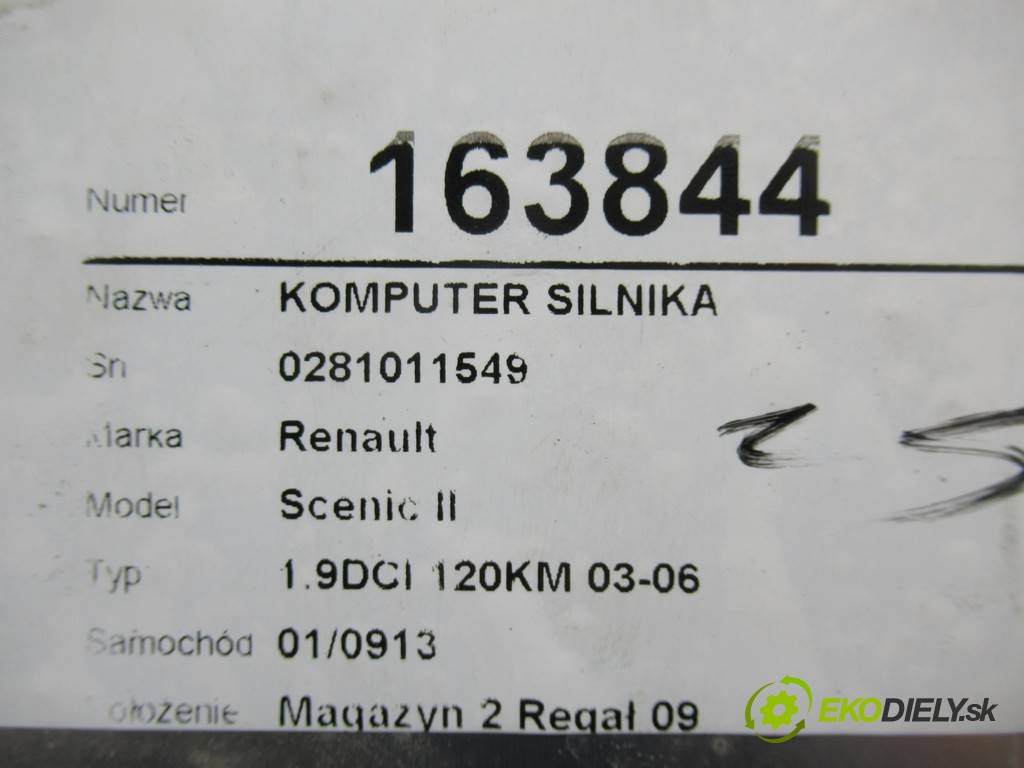 Numer 163844
Nazwa KOMPUTER SILNIKA
Sn 0281011549
Marka Renault
Model Scenic II
Typ 1.9DCI 120KM 03-06
Samochód 01/0913
Położenie Magazyn 2 Regał 09
EKODIELY.sk